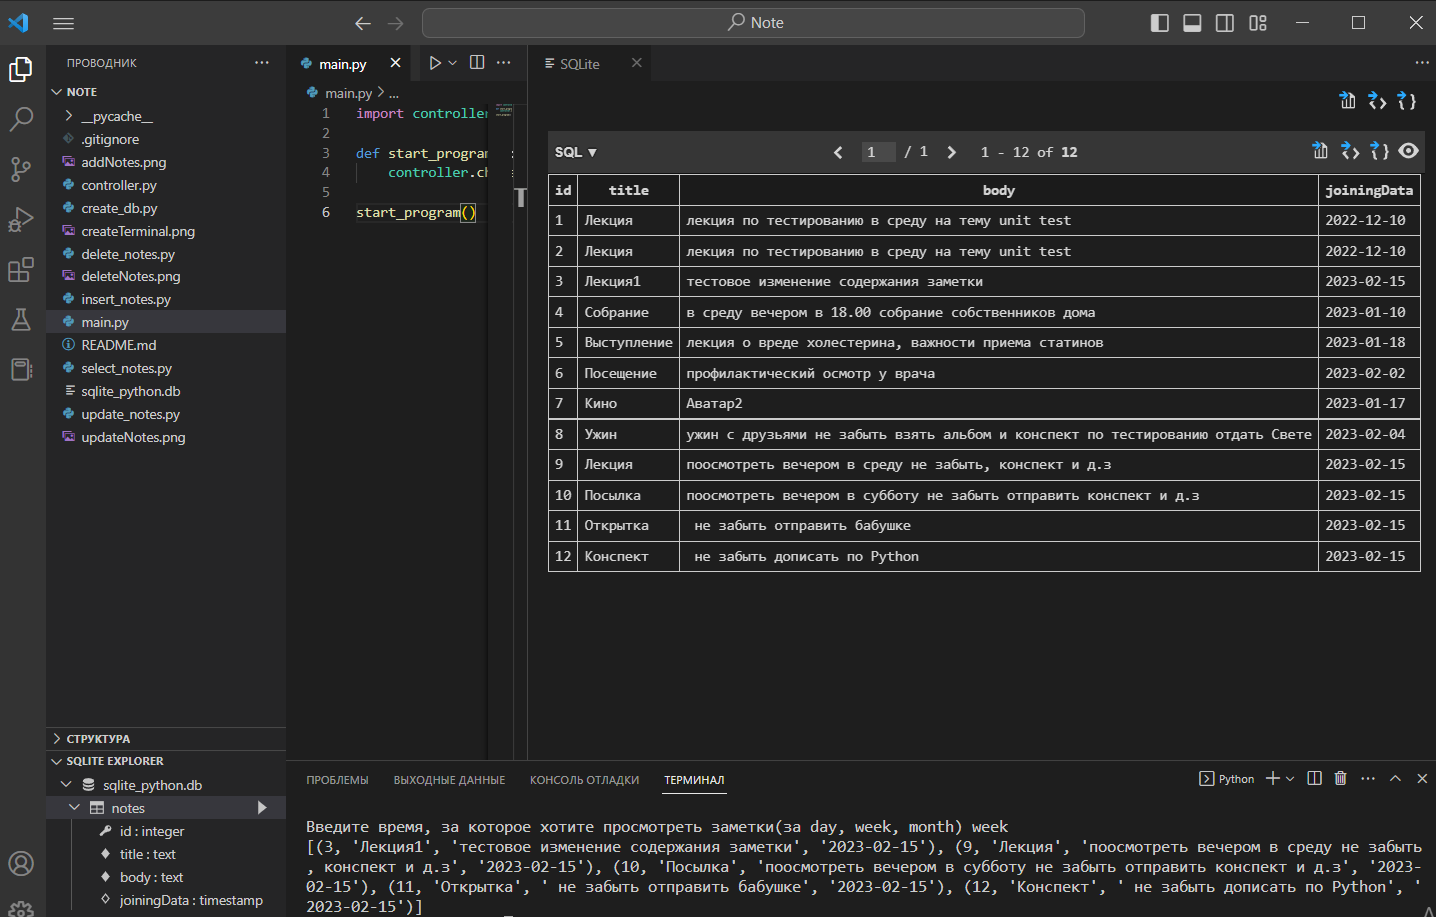 Note
ПРОВОДНИК
NOTE
__pycache__
.gitignore
addNotes.png
controller.py
create_db.py
createTerminal.png
delete_notes.py
deleteNotes.png
insert_notes.py
main.py
README.md
select_notes.py
sqlite_python.db
update_notes.py
updateNotes.png
СТРУКТУРА
SQLITE EXPLORER
sqlite_python.db
notes
id : integer
title : text
body : text
joiningData : timestamp
main.py
main.py > ...
1 import controller
2
3 def start_program :
4 controller.ch
5
6 start_program()
SQLite
SQL ▼ 1 / 1 1 - 12 of 12
id title body joiningData
1 Лекция лекция по тестированию в среду на тему unit test 2022-12-10
2 Лекция лекция по тестированию в среду на тему unit test 2022-12-10
3 Лекция1 тестовое изменение содержания заметки 2023-02-15
4 Собрание в среду вечером в 18.00 собрание собственников дома 2023-01-10
5 Выступление лекция о вреде холестерина, важности приема статинов 2023-01-18
6 Посещение профилактический осмотр у врача 2023-02-02
7 Кино Аватар2 2023-01-17
8 Ужин ужин с друзьями не забыть взять альбом и конспект по тестированию отдать Свете 2023-02-04
9 Лекция поосмотреть вечером в среду не забыть, конспект и д.з 2023-02-15
10 Посылка поосмотреть вечером в субботу не забыть отправить конспект и д.з 2023-02-15
11 Открытка не забыть отправить бабушке 2023-02-15
12 Конспект не забыть дописать по Python 2023-02-15
ПРОБЛЕМЫ ВЫХОДНЫЕ ДАННЫЕ КОНСОЛЬ ОТЛАДКИ ТЕРМИНАЛ Python
Введите время, за которое хотите просмотреть заметки(за day, week, month) week
[(3, 'Лекция1', 'тестовое изменение содержания заметки', '2023-02-15'), (9, 'Лекция', 'поосмотреть вечером в среду не забыть
, конспект и д.з', '2023-02-15'), (10, 'Посылка', 'поосмотреть вечером в субботу не забыть отправить конспект и д.з', '2023-
02-15'), (11, 'Открытка', ' не забыть отправить бабушке', '2023-02-15'), (12, 'Конспект', ' не забыть дописать по Python', '
2023-02-15')]